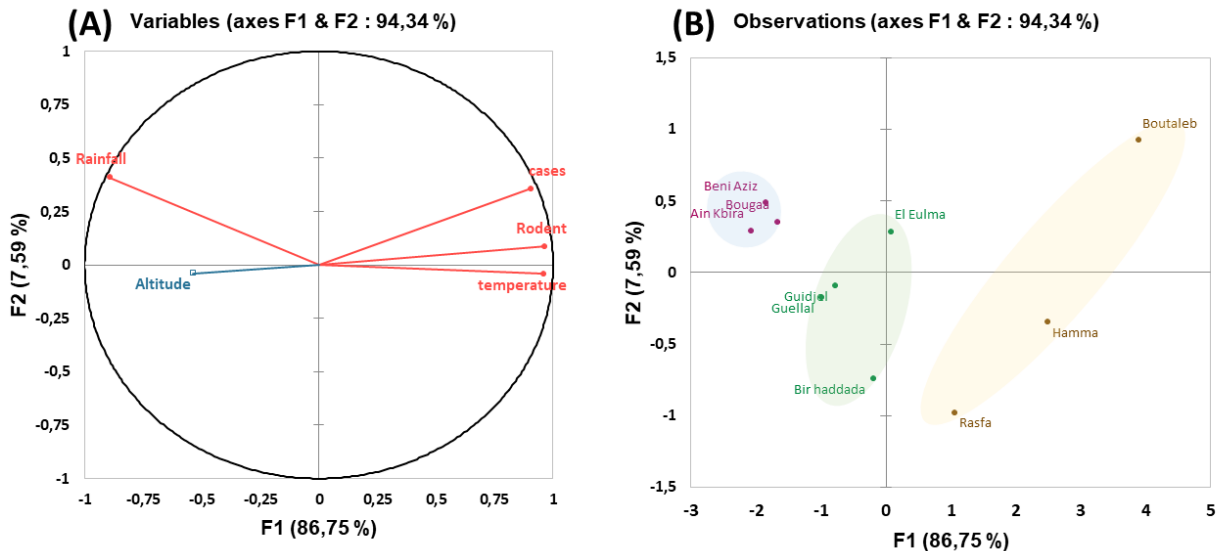 (A) Variables (axes F1 & F2 : 94,34 %)
1
0,75
0,5
0,25
0
-0,25
-0,5
-0,75
-1
F2 (7,59 %)
Rainfall
cases
Rodent
Altitude
temperature
-1 -0,75 -0,5 -0,25 0 0,25 0,5 0,75 1
F1 (86,75 %)
(B) Observations (axes F1 & F2 : 94,34 %)
1,5
1
0,5
0
-0,5
-1
-1,5
F2 (7,59 %)
Boutaleb
Beni Aziz
Bougaa
Ain Kbira
El Eulma
Guidjel
Guellal
Hamma
Bir haddada
Rasfa
-3 -2 -1 0 1 2 3 4 5
F1 (86,75 %)